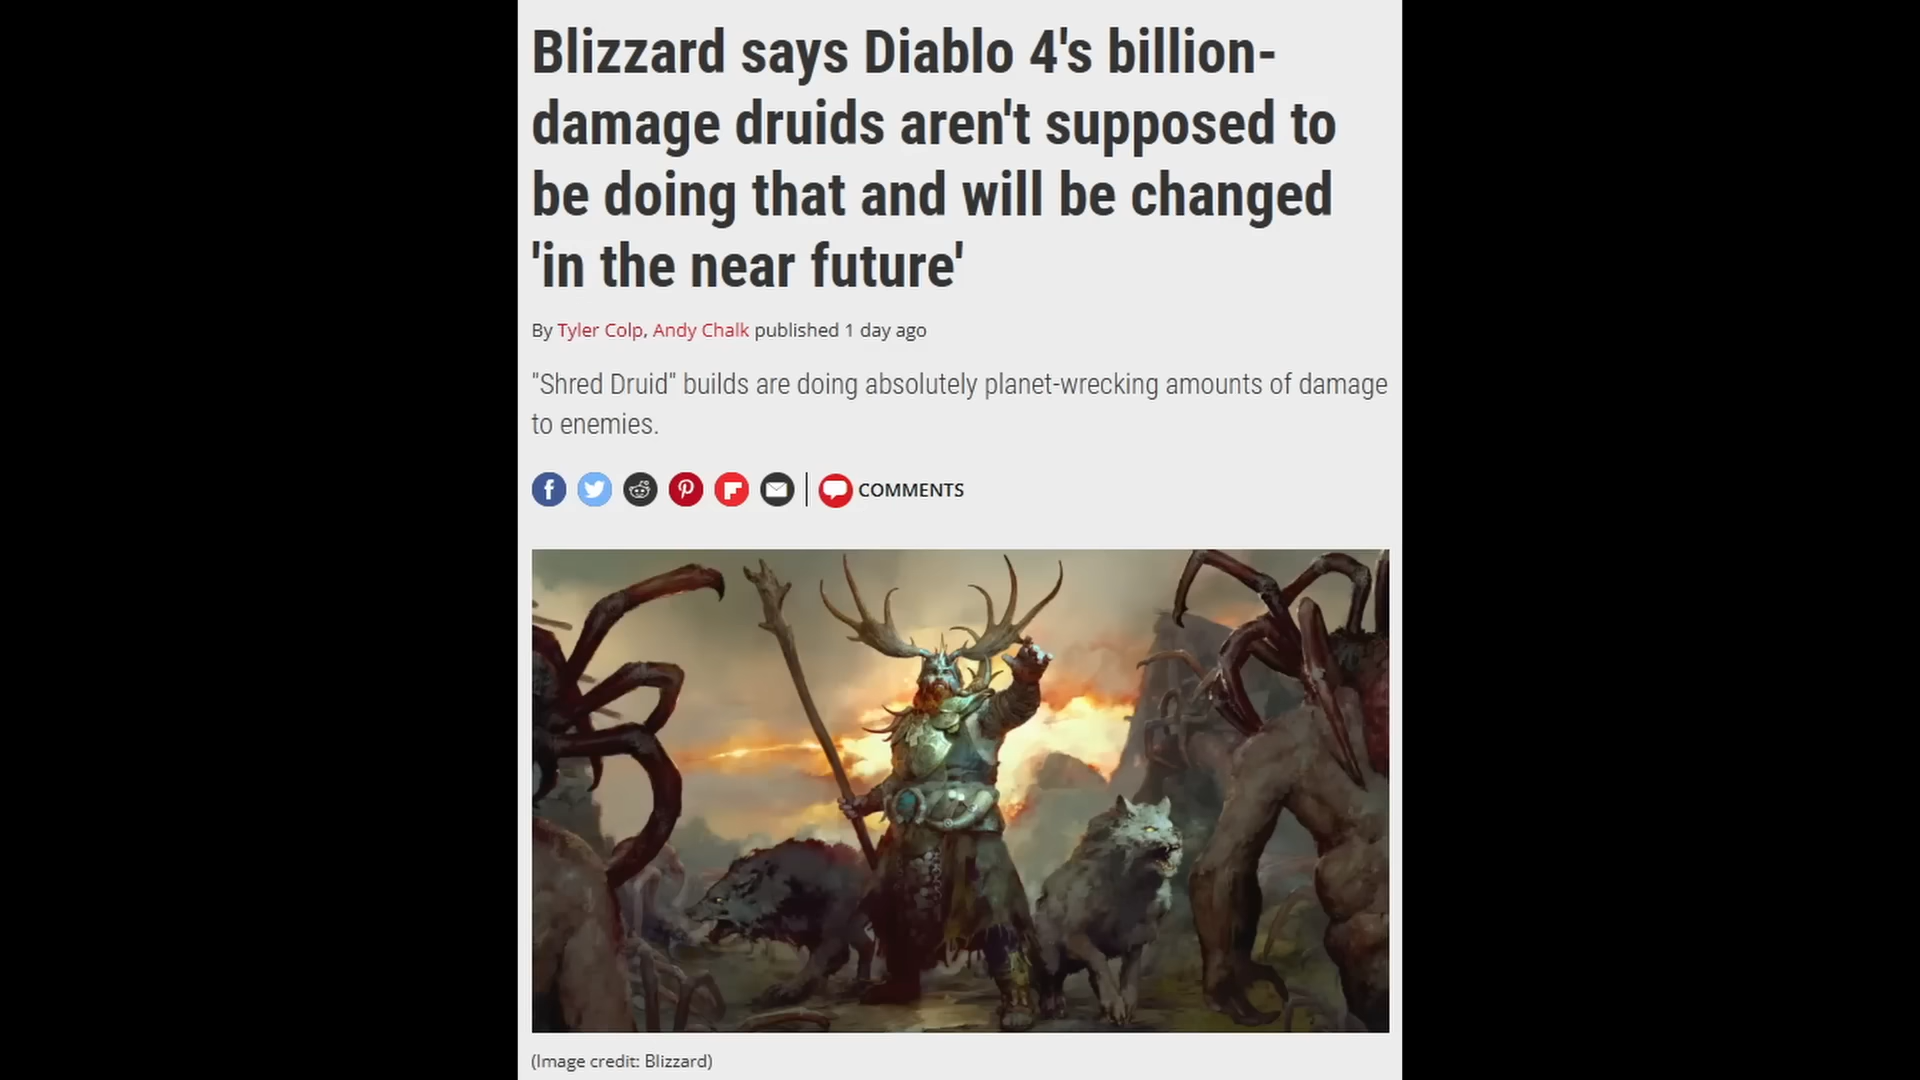 Blizzard says Diablo 4's billion-
damage druids aren't supposed to
be doing that and will be changed
'in the near future'
By Tyler Colp, Andy Chalk published 1 day ago
"Shred Druid" builds are doing absolutely planet-wrecking amounts of damage
to enemies.
COMMENTS
(Image credit: Blizzard)